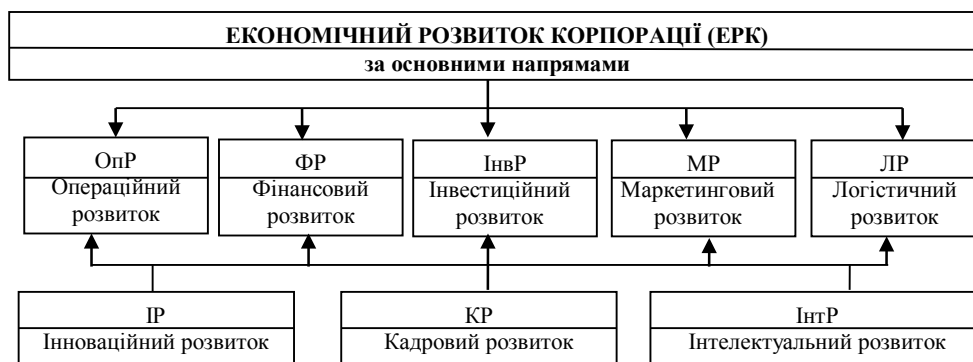 ЕКОНОМІЧНИЙ РОЗВИТОК КОРПОРАЦІЇ (ЕРК)
за основними напрямами
ОпР
Операційний
розвиток
ФР
Фінансовий
розвиток
ІнвР
Інвестиційний
розвиток
МР
Маркетинговий
розвиток
ЛР
Логістичний
розвиток
ІР
Інноваційний розвиток
КР
Кадровий розвиток
ІнтР
Інтелектуальний розвиток